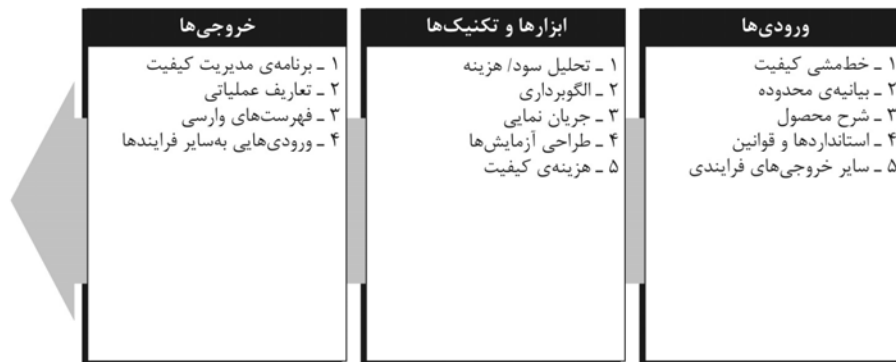 ورودی‌ها
۱ ـ خط‌مشی کیفیت
۲ ـ بیانیه‌ی محدوده
۳ ـ شرح محصول
۴ ـ استانداردها و قوانین
۵ ـ سایر خروجی‌های فرایندی
ابزارها و تکنیک‌ها
۱ ـ تحلیل سود/ هزینه
۲ ـ الگوبرداری
۳ ـ جریان نمایی
۴ ـ طراحی آزمایش‌ها
۵ ـ هزینه‌ی کیفیت
خروجی‌ها
۱ ـ برنامه‌ی مدیریت کیفیت
۲ ـ تعاریف عملیاتی
۳ ـ فهرست‌های وارسی
۴ ـ ورودی‌هایی به‌سایر فرایندها